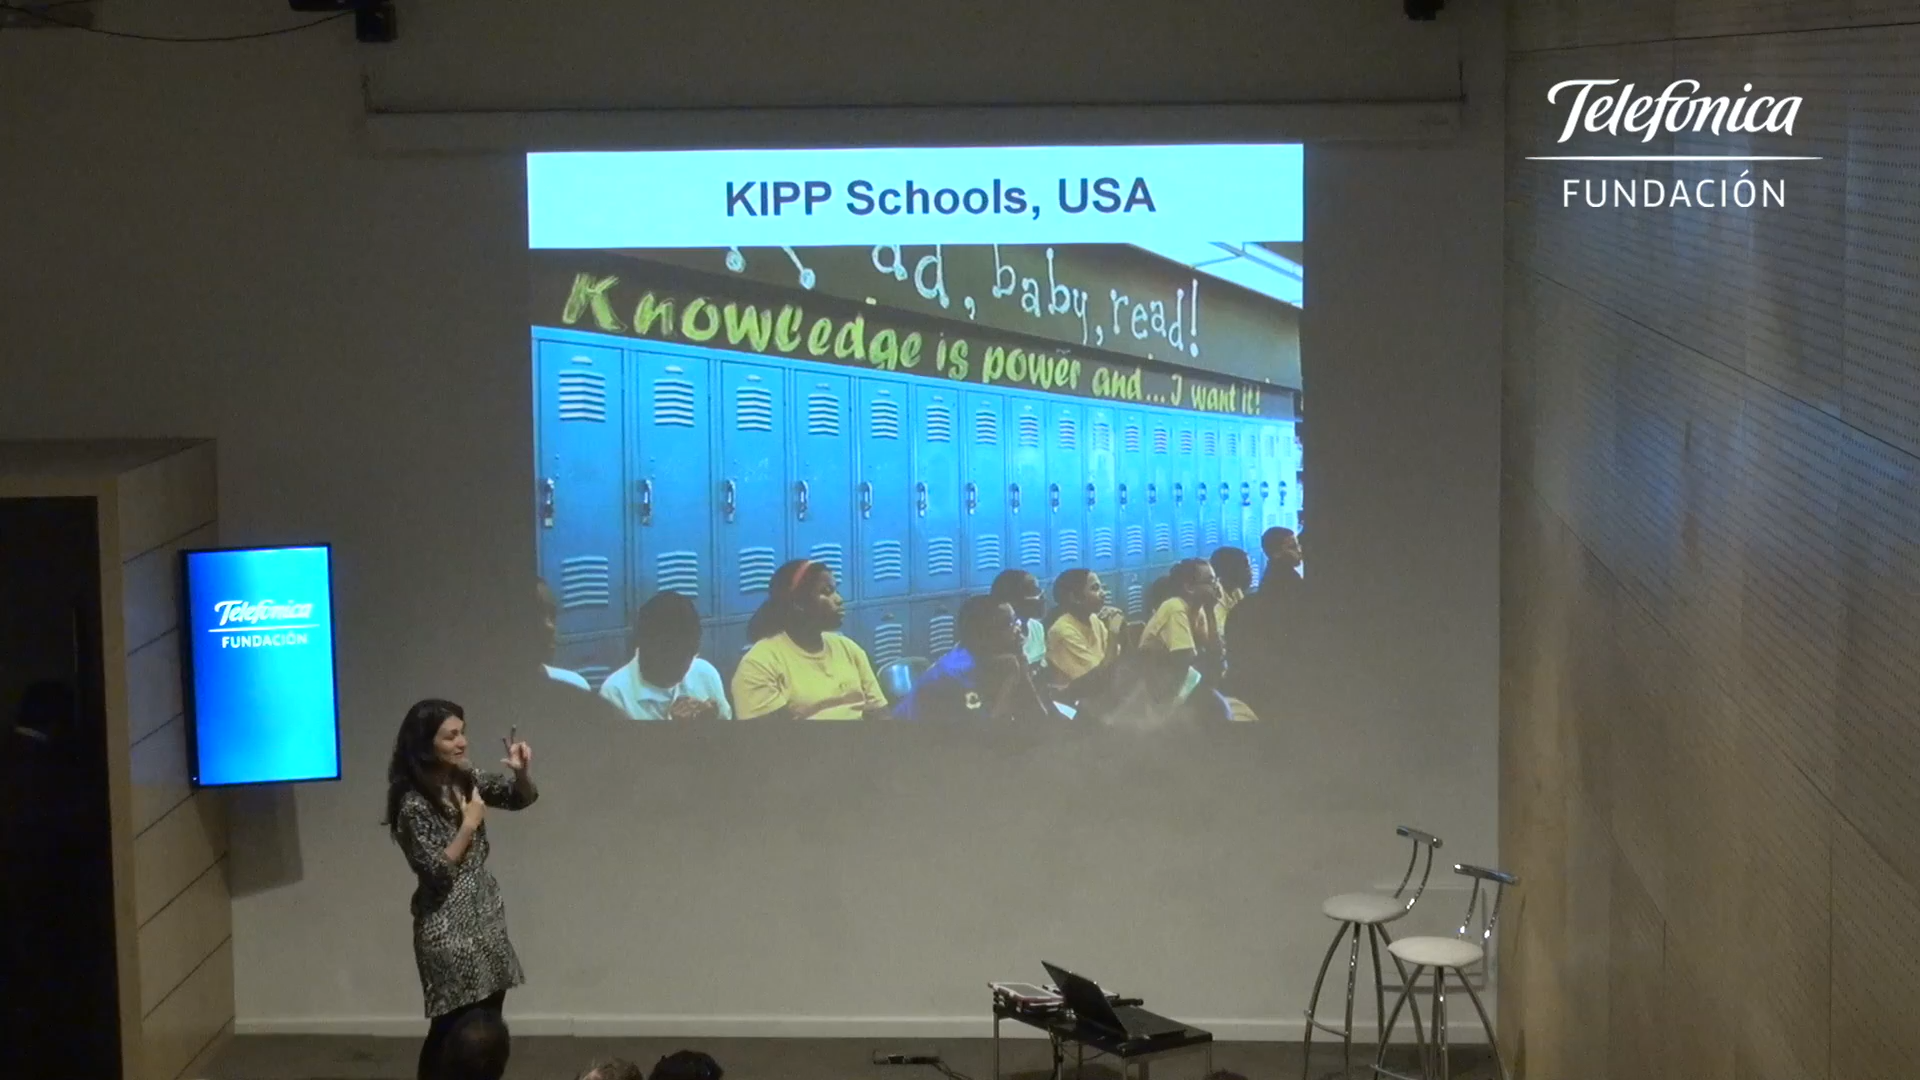 Telefónica
FUNDACIÓN
KIPP Schools, USA
ad, baby, read!
Knowledge is power and... I want it!
Telefónica
FUNDACIÓN